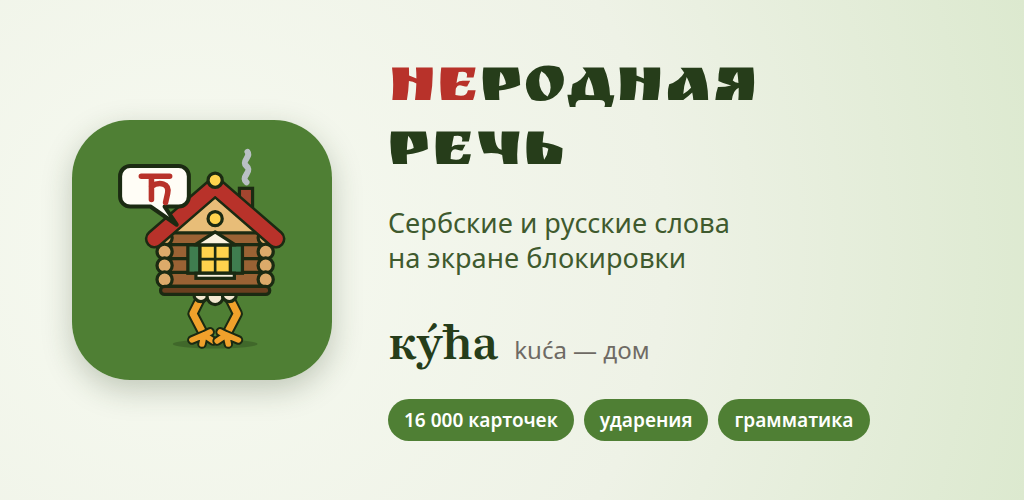 Ђ
НЕРОДНАЯ
РЕЧЬ
Сербские и русские слова
на экране блокировки
ку́ћа kuća — дом
16 000 карточек ударения грамматика